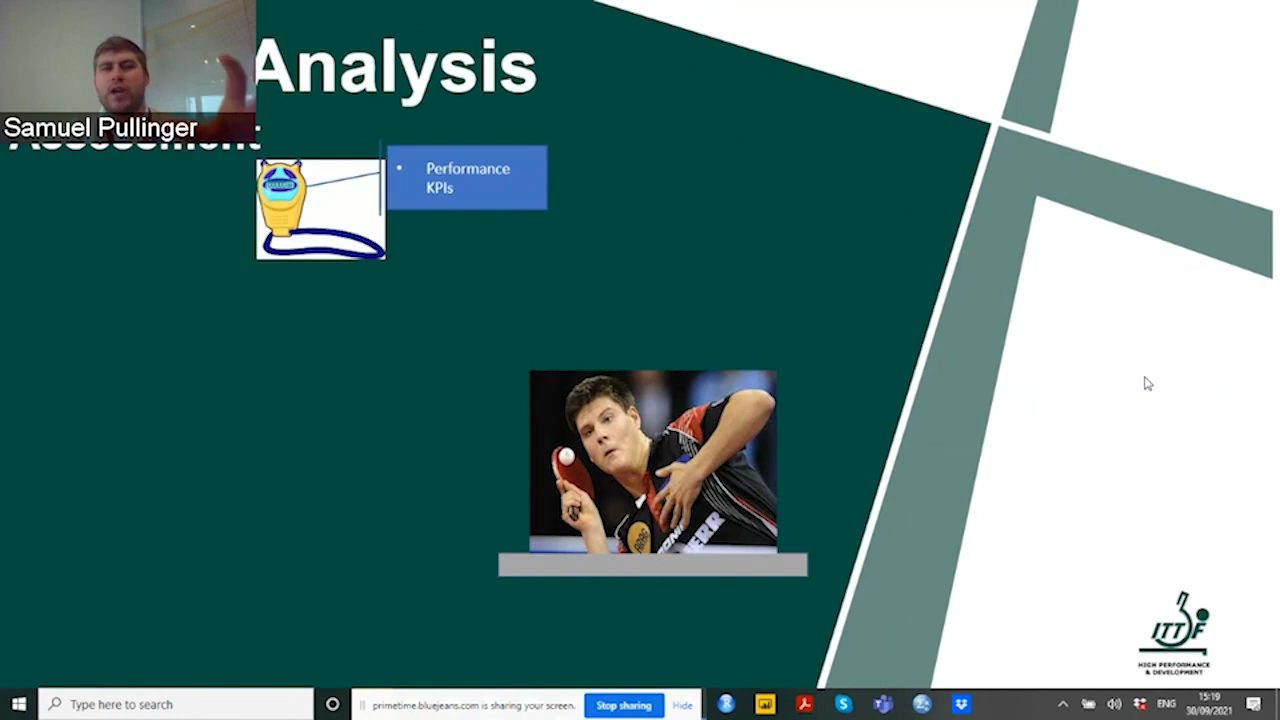 Analysis
Samuel Pullinger
Assessment
• Performance
KPIs
ITTF
HIGH PERFORMANCE
& DEVELOPMENT
Type here to search
primetime.bluejeans.com is sharing your screen.
Stop sharing
Hide
ENG
15:19
30/09/2021